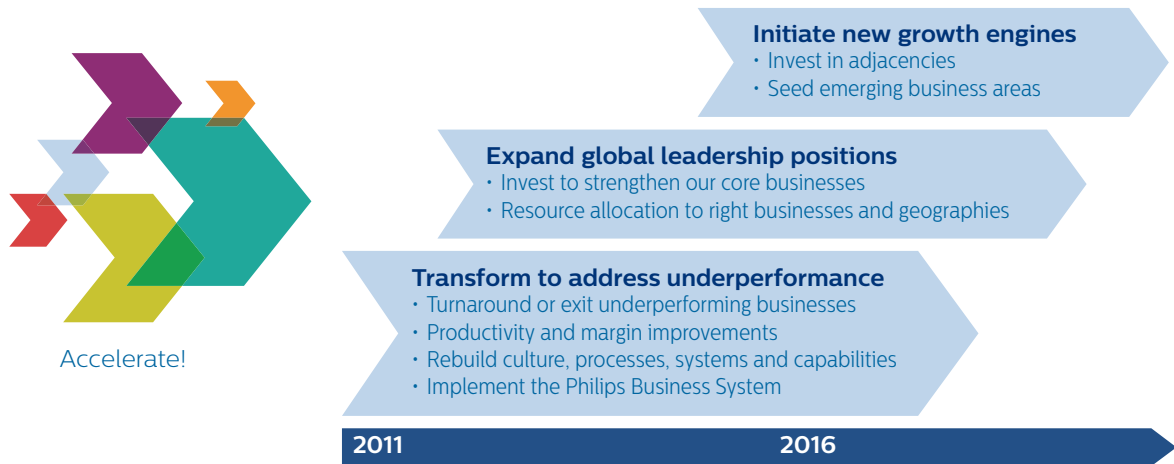 Initiate new growth engines
• Invest in adjacencies
• Seed emerging business areas
Expand global leadership positions
• Invest to strengthen our core businesses
• Resource allocation to right businesses and geographies
Transform to address underperformance
• Turnaround or exit underperforming businesses
• Productivity and margin improvements
• Rebuild culture, processes, systems and capabilities
• Implement the Philips Business System
Accelerate!
2011 2016